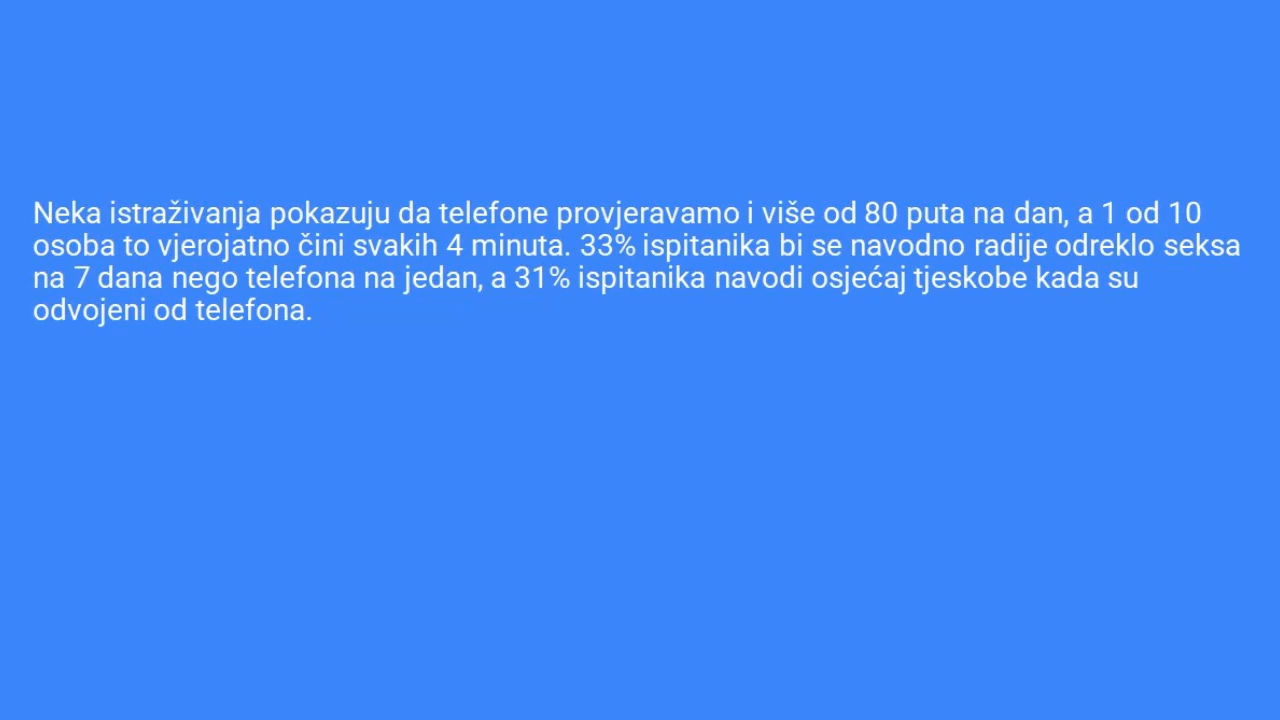 Neka istraživanja pokazuju da telefone provjeravamo i više od 80 puta na dan, a 1 od 10
osoba to vjerojatno čini svakih 4 minuta. 33% ispitanika bi se navodno radije odreklo seksa
na 7 dana nego telefona na jedan, a 31% ispitanika navodi osjećaj tjeskobe kada su
odvojeni od telefona.